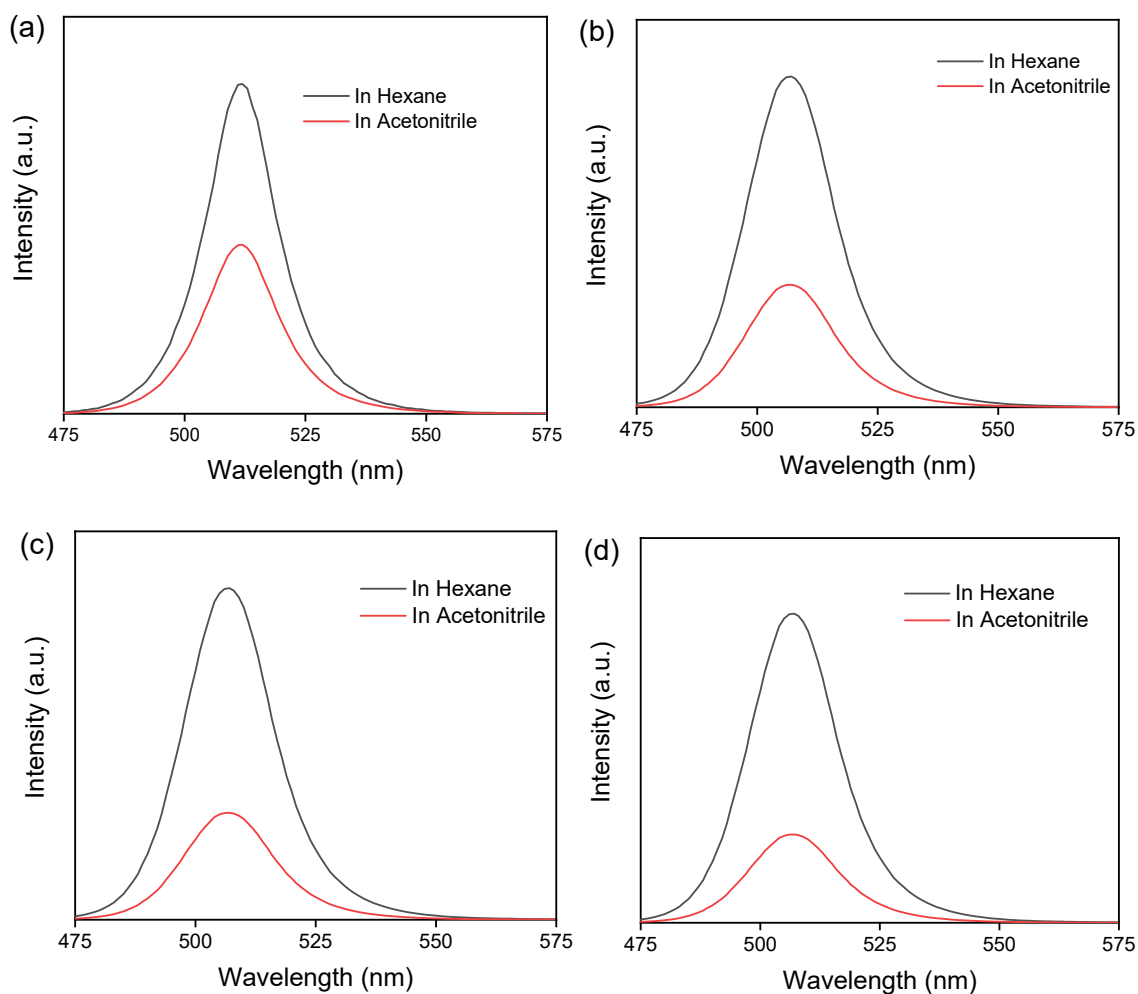 (a)
In Hexane
In Acetonitrile
Intensity (a.u.)
475 500 525 550 575
Wavelength (nm)
(b)
In Hexane
In Acetonitrile
Intensity (a.u.)
475 500 525 550 575
Wavelength (nm)
(c)
In Hexane
In Acetonitrile
Intensity (a.u.)
475 500 525 550 575
Wavelength (nm)
(d)
In Hexane
In Acetonitrile
Intensity (a.u.)
475 500 525 550 575
Wavelength (nm)